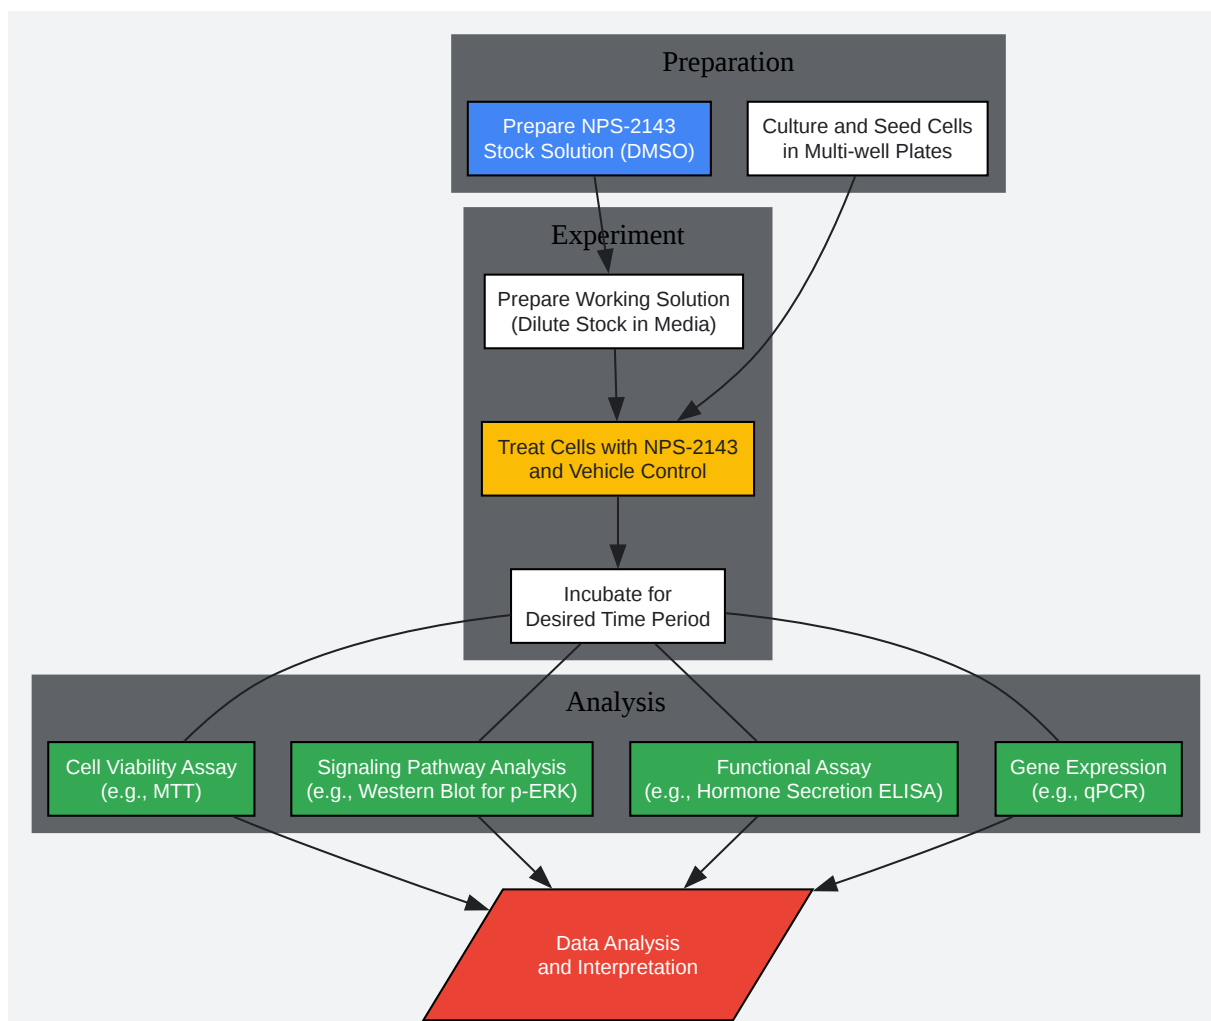 Preparation
Prepare NPS-2143
Stock Solution (DMSO)
Culture and Seed Cells
in Multi-well Plates
Experiment
Prepare Working Solution
(Dilute Stock in Media)
Treat Cells with NPS-2143
and Vehicle Control
Incubate for
Desired Time Period
Analysis
Cell Viability Assay
(e.g., MTT)
Signaling Pathway Analysis
(e.g., Western Blot for p-ERK)
Functional Assay
(e.g., Hormone Secretion ELISA)
Gene Expression
(e.g., qPCR)
Data Analysis
and Interpretation